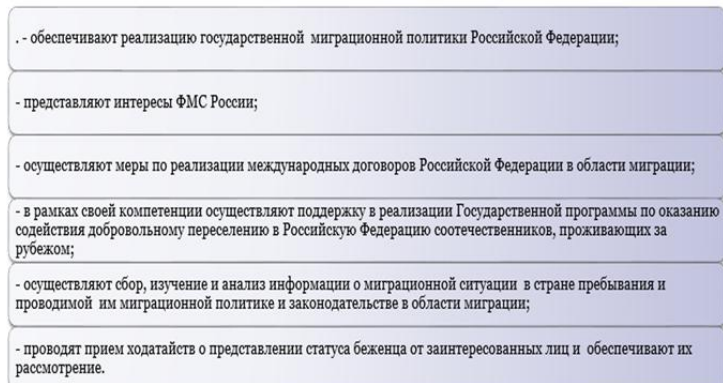 . - обеспечивают реализацию государственной миграционной политики Российской Федерации;
- представляют интересы ФМС России;
- осуществляют меры по реализации международных договоров Российской Федерации в области миграции;
- в рамках своей компетенции осуществляют поддержку в реализации Государственной программы по оказанию
содействия добровольному переселению в Российскую Федерацию соотечественников, проживающих за
рубежом;
- осуществляют сбор, изучение и анализ информации о миграционной ситуации в стране пребывания и
проводимой им миграционной политике и законодательстве в области миграции;
- проводят прием ходатайств о представлении статуса беженца от заинтересованных лиц и обеспечивают их
рассмотрение.